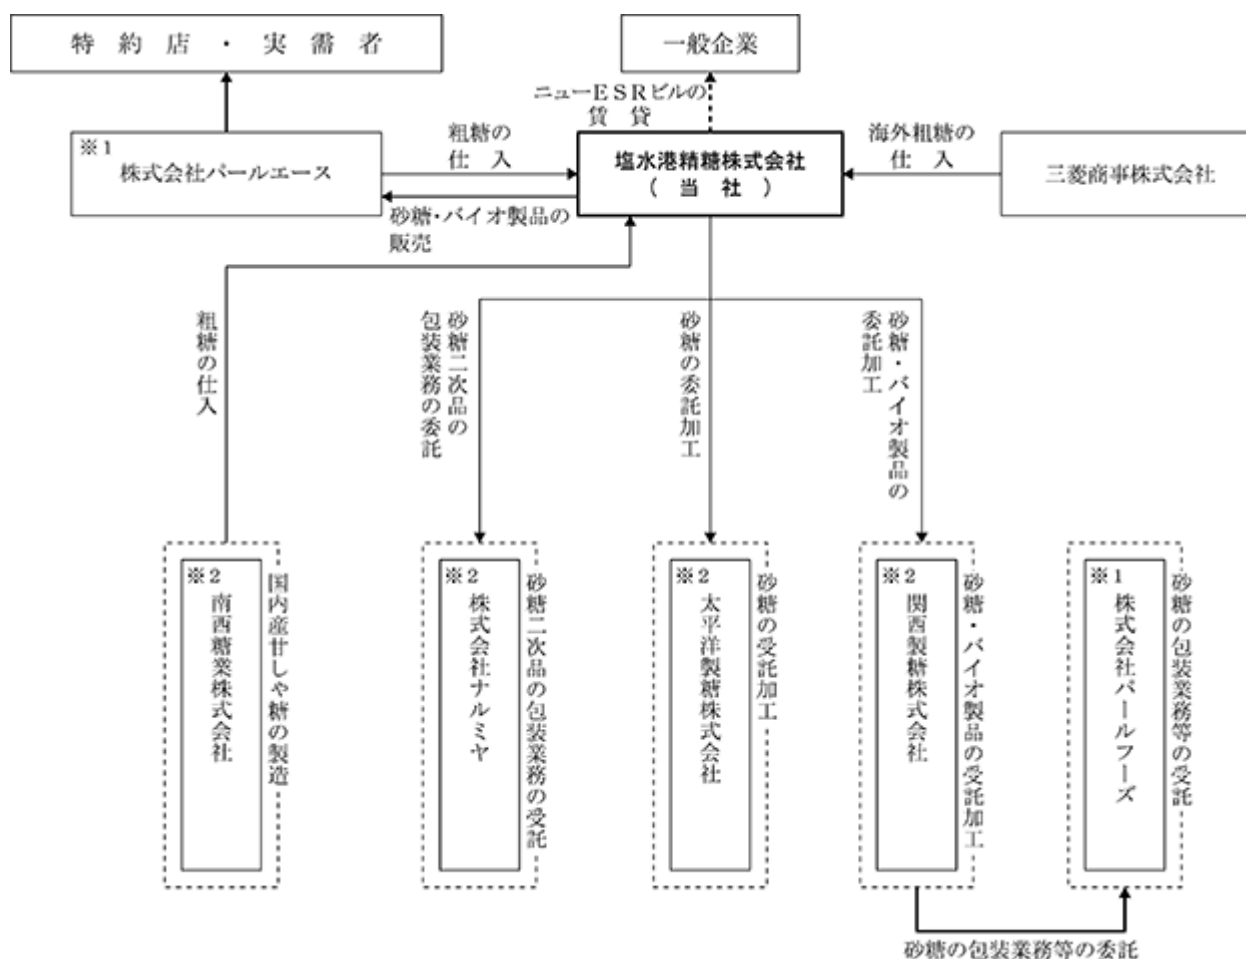 特約店・実需者
一般企業
ニューESRビルの
賃貸
※1
株式会社パールエース
粗糖の
仕入
塩水港精糖株式会社
(当社)
海外粗糖の
仕入
三菱商事株式会社
砂糖・バイオ製品の
販売
粗糖の仕入
砂糖二次品の
包装業務の委託
砂糖の委託加工
砂糖・バイオ製品の
委託加工
※2
南西糖業株式会社
国内産甘しゃ糖の製造
※2
株式会社ナルミヤ
砂糖二次品の包装業務の受託
※2
太平洋製糖株式会社
砂糖の受託加工
※2
関西製糖株式会社
砂糖・バイオ製品の受託加工
※1
株式会社パールフーズ
砂糖の包装業務等の受託
砂糖の包装業務等の委託